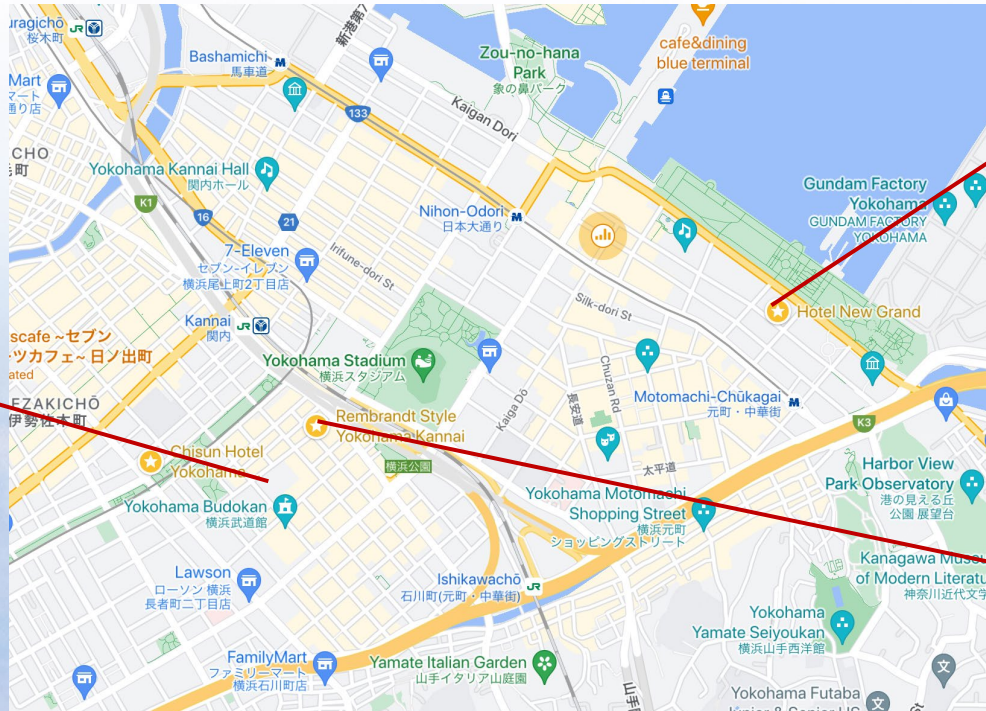 uragichō
桜木町
Bashamichi
馬車道
新港第
Zou-no-hana
Park
象の鼻パーク
cafe&dining
blue terminal
Mart
マート
通り店
133
Kaigan Dori
CHO
毛町
Yokohama Kannai Hall
関内ホール
K1
16
21
Nihon-Odori
日本大通り
Gundam Factory
Yokohama
GUNDAM FACTORY
YOKOHAMA
7-Eleven
セブン-イレブン
横浜尾上町2丁目店
Irifune-dori St
Silk-dori St
Hotel New Grand
Kannai
関内
scafe ~セブン
ーツカフェ~ 日ノ出町
ated
Yokohama Stadium
横浜スタジアム
Chuzan Rd
長安道
Kaiga Dō
Motomachi-Chūkagai
元町・中華街
K3
EZAKICHŌ
伊勢佐木町
Rembrandt Style
Yokohama Kannai
Chisun Hotel
Yokohama
横浜公園
太平道
Harbor View
Park Observatory
港の見える丘
公園 展望台
Yokohama Budokan
横浜武道館
Yokohama Motomachi
Shopping Street
横浜元町
ショッピングストリート
Kanagawa Museu
of Modern Literatu
神奈川近代文学
Lawson
ローソン 横浜
長者町二丁目店
Ishikawachō
石川町(元町・中華街)
JR
Yokohama
Yamate Seiyoukan
横浜山手西洋館
FamilyMart
ファミリーマート
横浜石川町店
Yamate Italian Garden
山手イタリア山庭園
山手
文
Yokohama Futaba
文